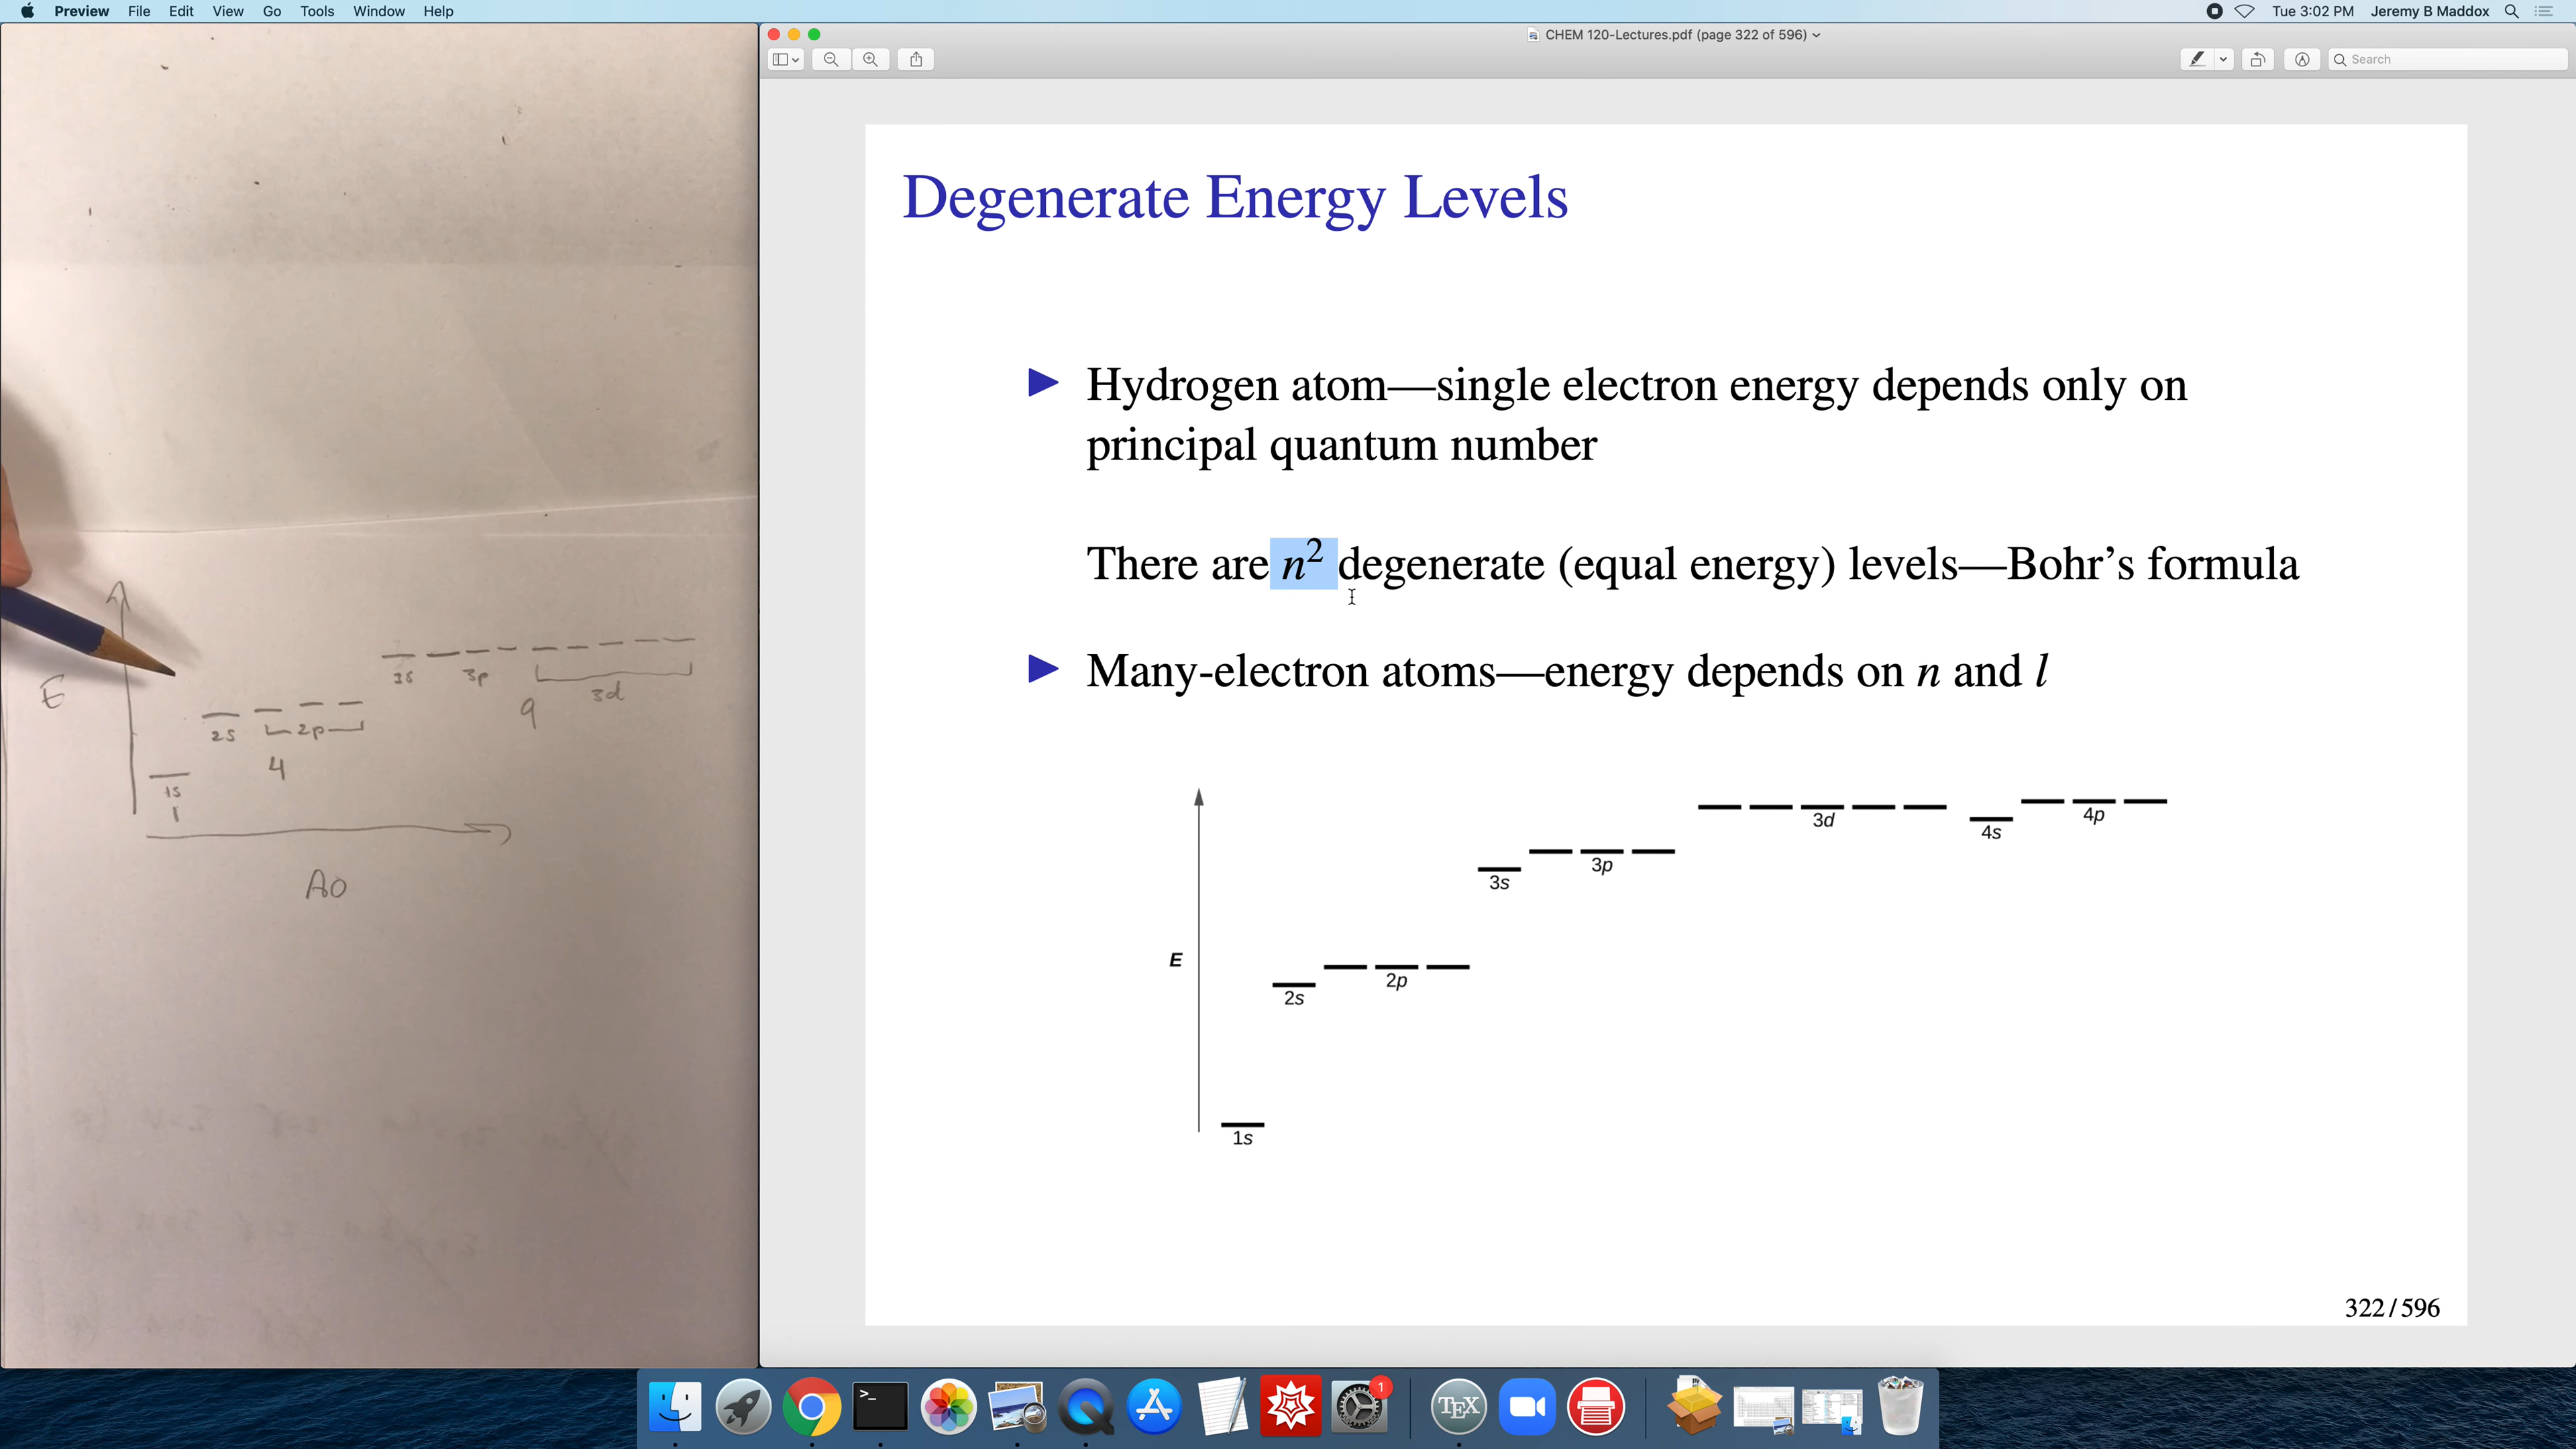 Preview File Edit View Go Tools Window Help
Tue 3:02 PM Jeremy B Maddox
CHEM 120-Lectures.pdf (page 322 of 596)
Search
E
3s 3p 3d
9
2s 2p
4
1s
1
AO
Degenerate Energy Levels
Hydrogen atom—single electron energy depends only on
principal quantum number
There are n² degenerate (equal energy) levels—Bohr’s formula
Many-electron atoms—energy depends on n and l
3d 4s 4p
3s 3p
E
2s 2p
1s
322/596
>_
1
TEX